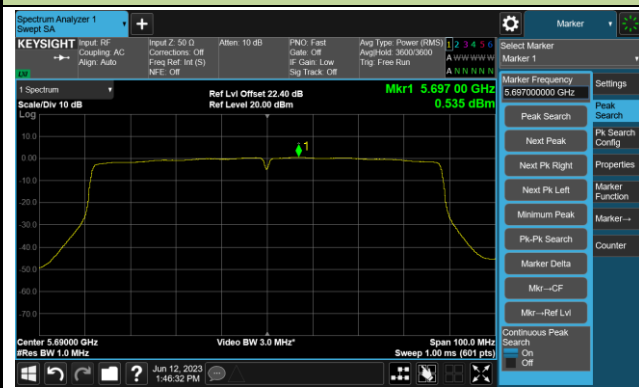 Spectrum Analyzer 1
Swept SA
Marker
KEYSIGHT
Input: RF
Coupling: AC
Align: Auto
Input Z: 50 Ω
Corrections: Off
Freq Ref: Int (S)
NFE: Off
Atten: 10 dB
PNO: Fast
Gate: Off
IF Gain: Low
Sig Track: Off
Avg Type: Power (RMS)
Avg|Hold: 3600/3600
Trig: Free Run
1 2 3 4 5 6
A W W W W W
A N N N N N
Select Marker
Marker 1
1 Spectrum
Scale/Div 10 dB
Log
Ref Lvl Offset 22.40 dB
Ref Level 20.00 dBm
Mkr1 5.697 00 GHz
0.535 dBm
10.0
0.00
-10.0
-20.0
-30.0
-40.0
-50.0
-60.0
-70.0
1
Center 5.69000 GHz
#Res BW 1.0 MHz
Video BW 3.0 MHz*
Span 100.0 MHz
Sweep 1.00 ms (601 pts)
Marker Frequency
5.697000000 GHz
Peak Search
Next Peak
Next Pk Right
Next Pk Left
Minimum Peak
Pk-Pk Search
Marker Delta
Mkr→CF
Mkr→Ref Lvl
Continuous Peak
Search
On
Off
Settings
Peak
Search
Pk Search
Config
Properties
Marker
Function
Marker→
Counter
Jun 12, 2023
1:46:32 PM